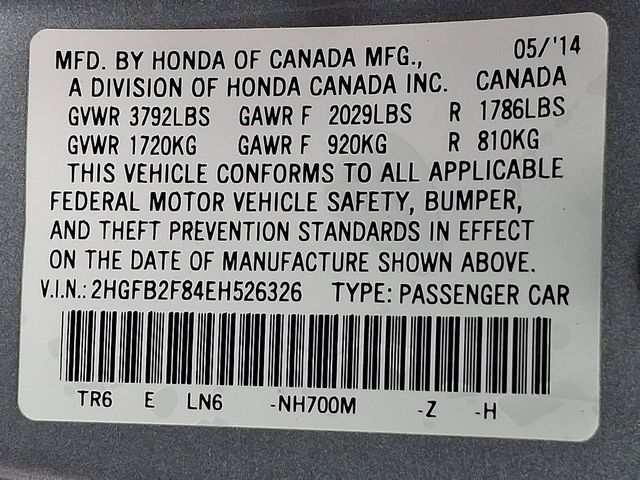 MFD. BY HONDA OF CANADA MFG., 05/'14
A DIVISION OF HONDA CANADA INC. CANADA
GVWR 3792LBS GAWR F 2029LBS R 1786LBS
GVWR 1720KG GAWR F 920KG R 810KG
THIS VEHICLE CONFORMS TO ALL APPLICABLE
FEDERAL MOTOR VEHICLE SAFETY, BUMPER,
AND THEFT PREVENTION STANDARDS IN EFFECT
ON THE DATE OF MANUFACTURE SHOWN ABOVE.
V.I.N.: 2HGFB2F84EH526326 TYPE: PASSENGER CAR
TR6 E LN6 -NH700M -Z -H